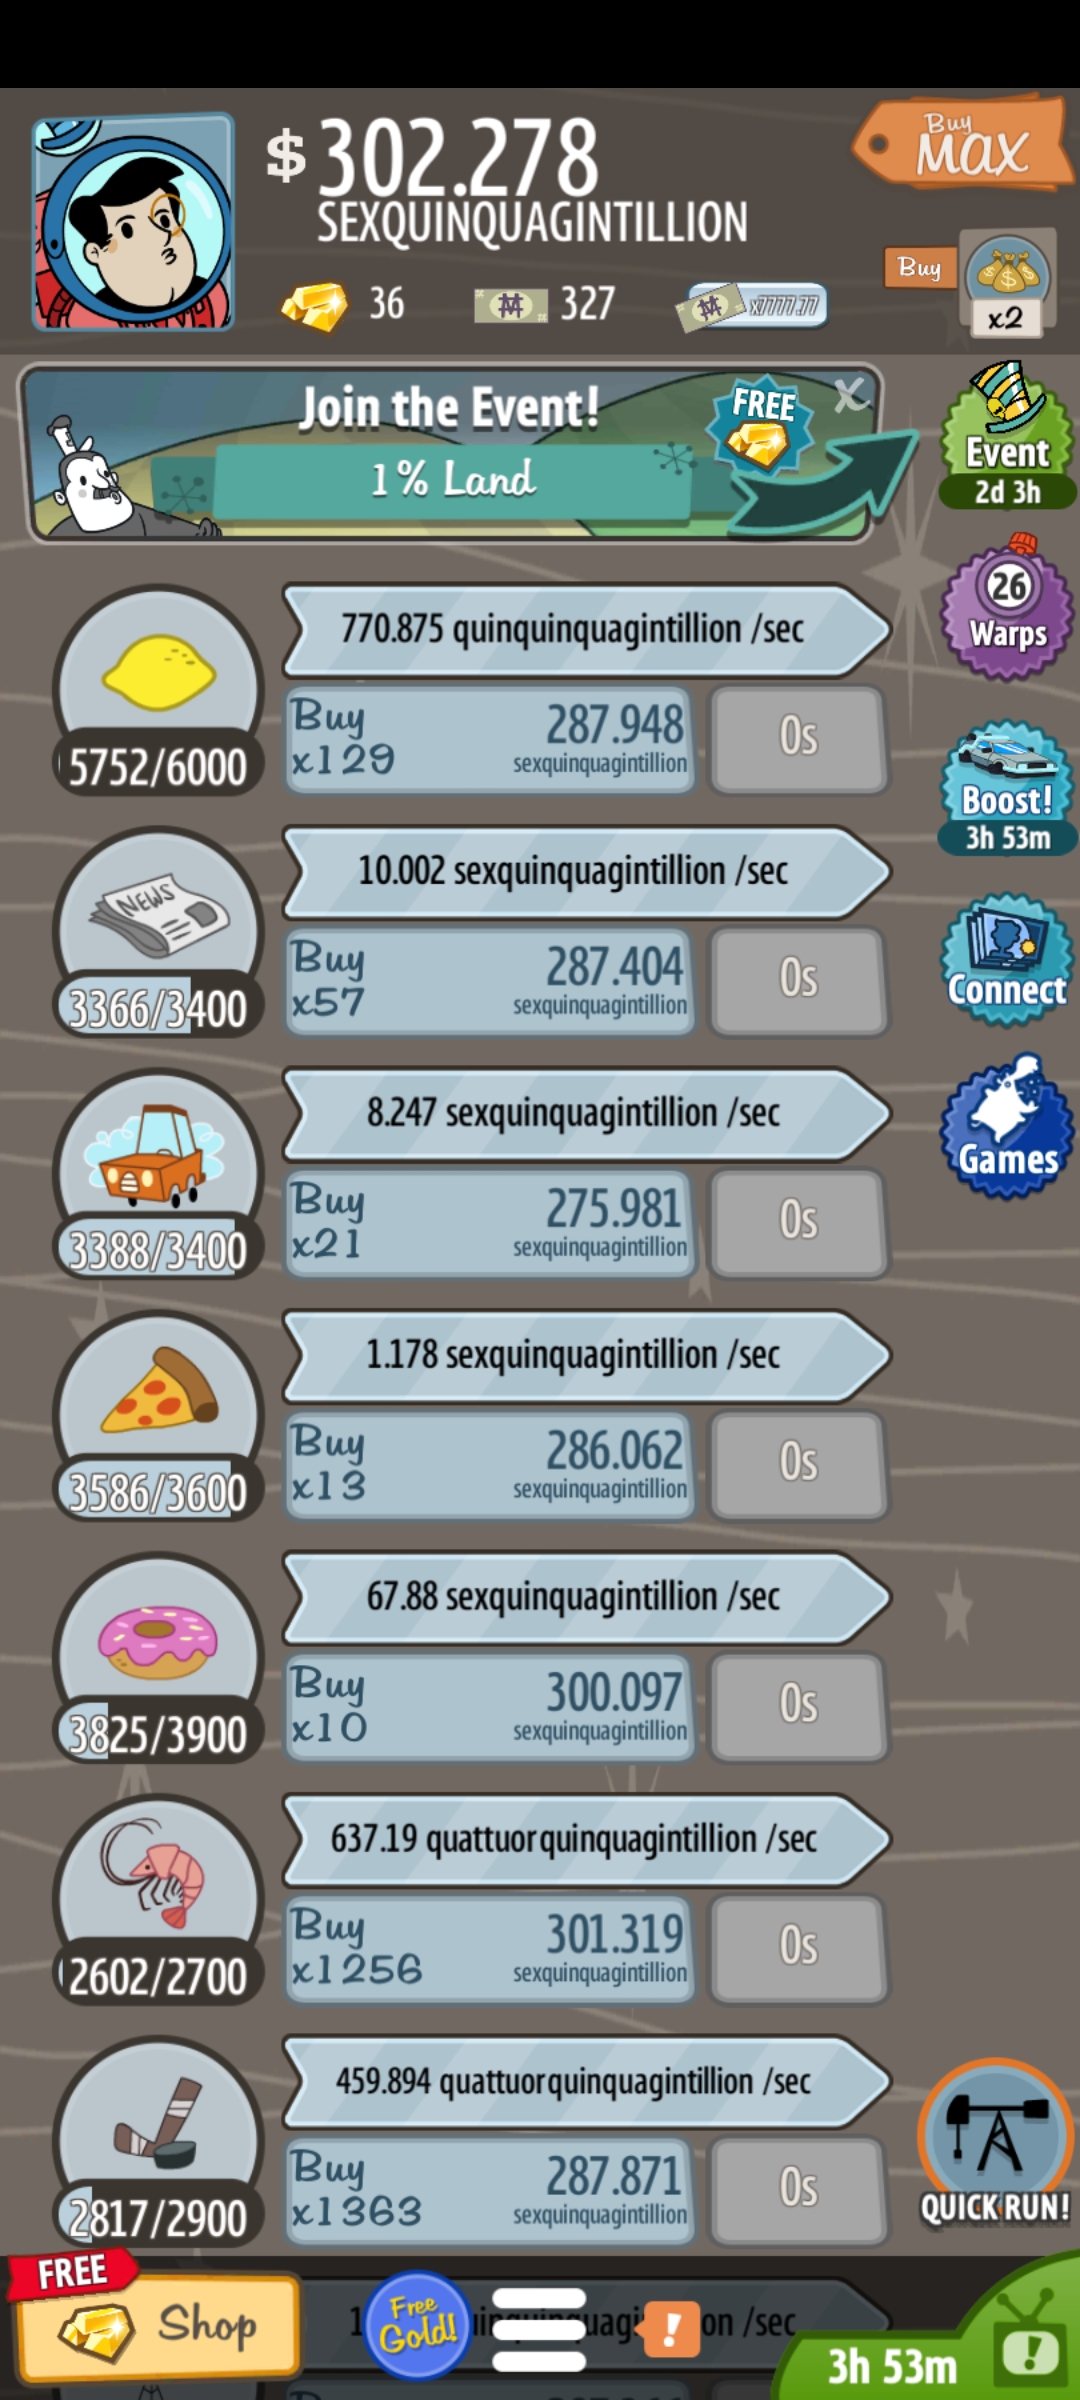 $ 302.278
SEXQUINQUAGINTILLION
Buy
MAX
36
327
x7777.77
Buy
x2
Join the Event!
1% Land
FREE
X
Event
2d 3h
26
Warps
Boost!
3h 53m
Connect
Games
770.875 quinquinquagintillion /sec
5752/6000
Buy
x129
287.948
sexquinquagintillion
0s
NEWS
10.002 sexquinquagintillion /sec
3366/3400
Buy
x57
287.404
sexquinquagintillion
0s
8.247 sexquinquagintillion /sec
3388/3400
Buy
x21
275.981
sexquinquagintillion
0s
1.178 sexquinquagintillion /sec
3586/3600
Buy
x13
286.062
sexquinquagintillion
0s
67.88 sexquinquagintillion /sec
3825/3900
Buy
x10
300.097
sexquinquagintillion
0s
637.19 quattuorquinquagintillion /sec
2602/2700
Buy
x1256
301.319
sexquinquagintillion
0s
459.894 quattuorquinquagintillion /sec
2817/2900
Buy
x1363
287.871
sexquinquagintillion
0s
QUICK RUN!
FREE
Shop
Free
Gold!
/sec
!
3h 53m
!